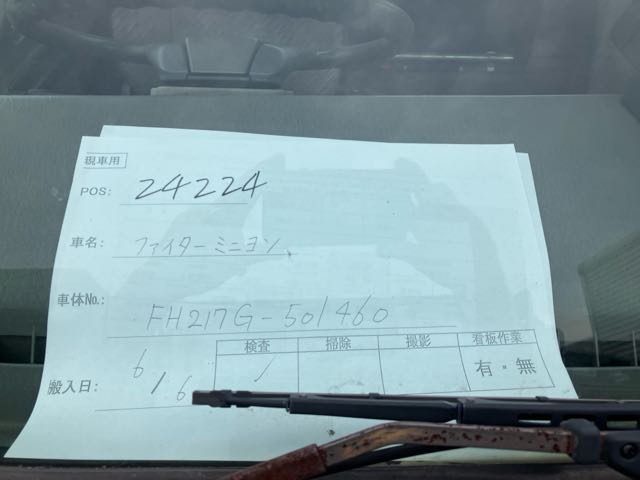 現車用
POS: 24224
車名: ファイターミニヨン
車体No.: FH217G-501460
検査 掃除 撮影 看板作業
搬入日: 6/6 有・無